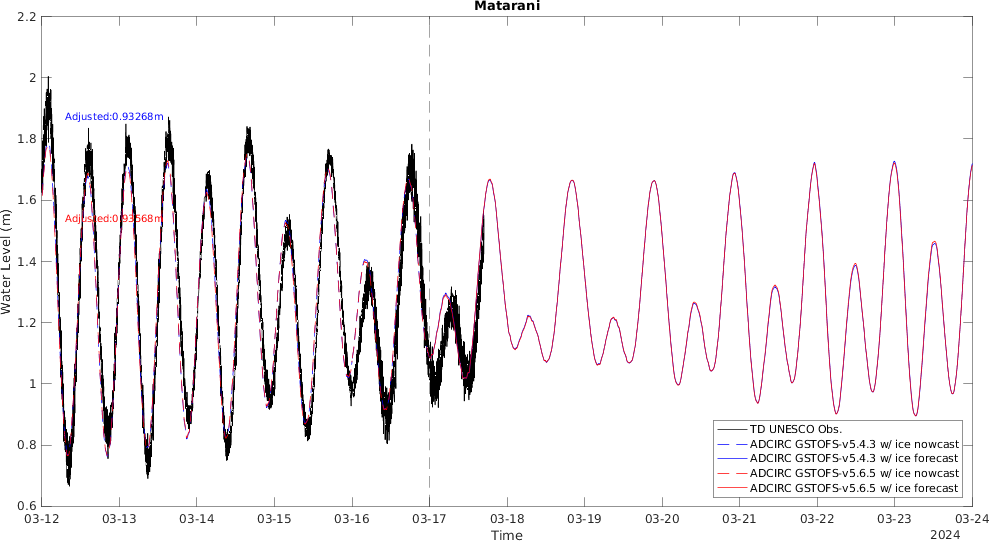 Matarani
2.2
2
1.8
1.6
1.4
1.2
1
0.8
0.6
Water Level (m)
Adjusted:0.93268m
Adjusted:0.93568m
TD UNESCO Obs.
ADCIRC GSTOFS-v5.4.3 w/ ice nowcast
ADCIRC GSTOFS-v5.4.3 w/ ice forecast
ADCIRC GSTOFS-v5.6.5 w/ ice nowcast
ADCIRC GSTOFS-v5.6.5 w/ ice forecast
03-12 03-13 03-14 03-15 03-16 03-17 03-18 03-19 03-20 03-21 03-22 03-23 03-24
Time
2024